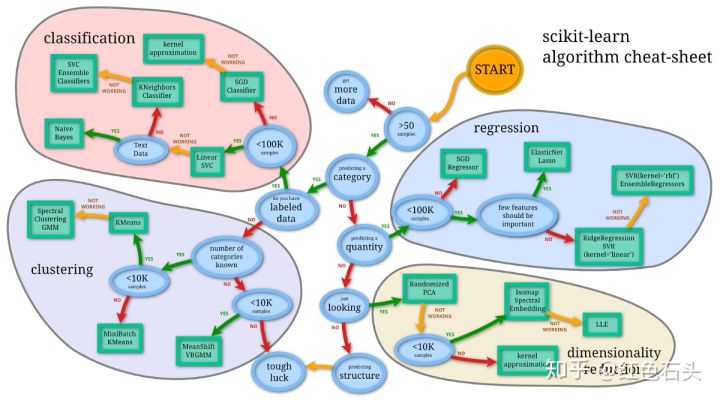 scikit-learn
algorithm cheat-sheet
classification
kernel
approximation
NOT
WORKING
SVC
Ensemble
Classifiers
NOT
WORKING
KNeighbors
Classifier
SGD
Classifier
NO
NO
Naive
Bayes
YES
Text
Data
NOT
WORKING
Linear
SVC
YES
<100K
samples
START
get
more
data
NO
>50
samples
YES
predicting a
category
YES
do you have
labeled
data
YES
NO
NO
predicting a
quantity
YES
NO
just
looking
YES
NO
predicting
structure
tough
luck
regression
SGD
Regressor
NO
<100K
samples
YES
ElasticNet
Lasso
YES
few features
should be
important
NO
SVR(kernel='rbf')
EnsembleRegressors
NOT
WORKING
RidgeRegression
SVR
(kernel='linear')
clustering
Spectral
Clustering
GMM
NOT
WORKING
KMeans
YES
number of
categories
known
YES
NO
<10K
samples
NO
MiniBatch
KMeans
<10K
samples
YES
NO
MeanShift
VBGMM
dimensionality
reduction
Randomized
PCA
NOT
WORKING
<10K
samples
YES
NO
Isomap
Spectral
Embedding
NOT
WORKING
LLE
kernel
approximation
知乎 @红色石头